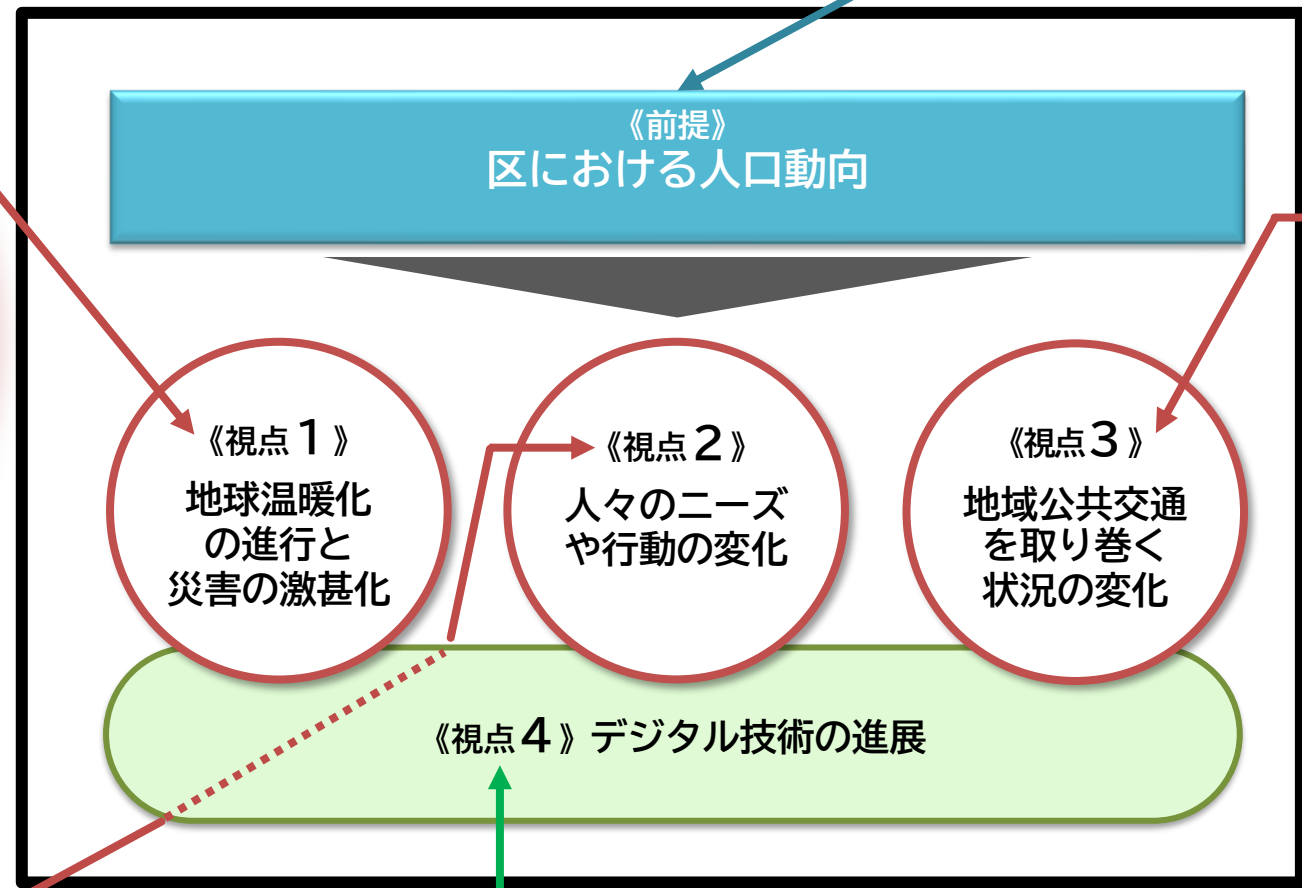 《前提》
区における人口動向
《視点1》
地球温暖化
の進行と
災害の激甚化
《視点2》
人々のニーズ
や行動の変化
《視点3》
地域公共交通
を取り巻く
状況の変化
《視点4》デジタル技術の進展